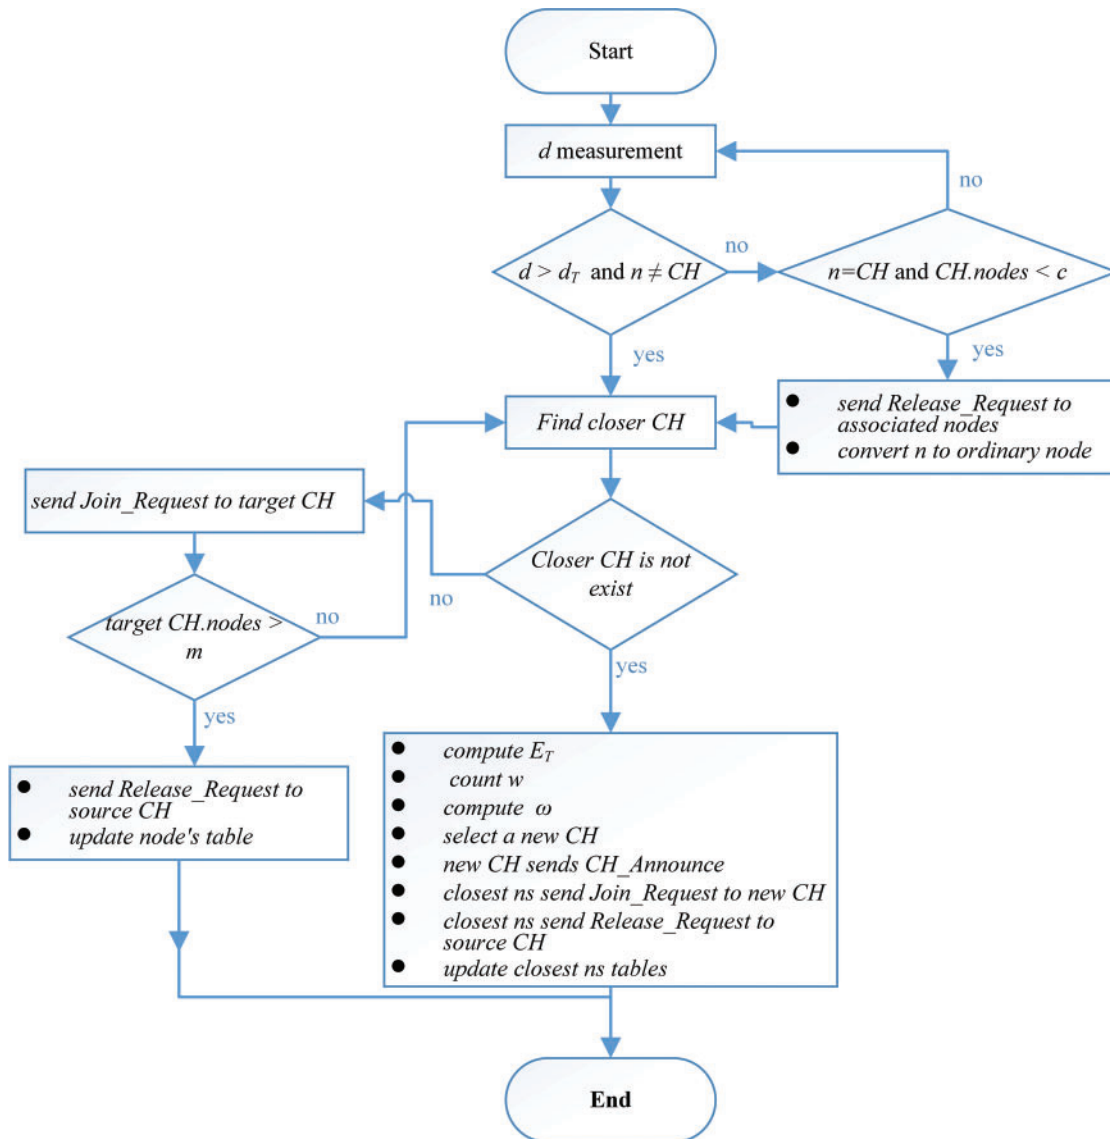 Start
d measurement
no
d > d_T and n ≠ CH
no
n=CH and CH.nodes < c
yes
yes
● send Release_Request to
associated nodes
● convert n to ordinary node
Find closer CH
send Join_Request to target CH
Closer CH is not
exist
no
target CH.nodes >
m
no
yes
yes
● send Release_Request to
source CH
● update node's table
● compute E_T
● count w
● compute ω
● select a new CH
● new CH sends CH_Announce
● closest ns send Join_Request to new CH
● closest ns send Release_Request to
source CH
● update closest ns tables
End